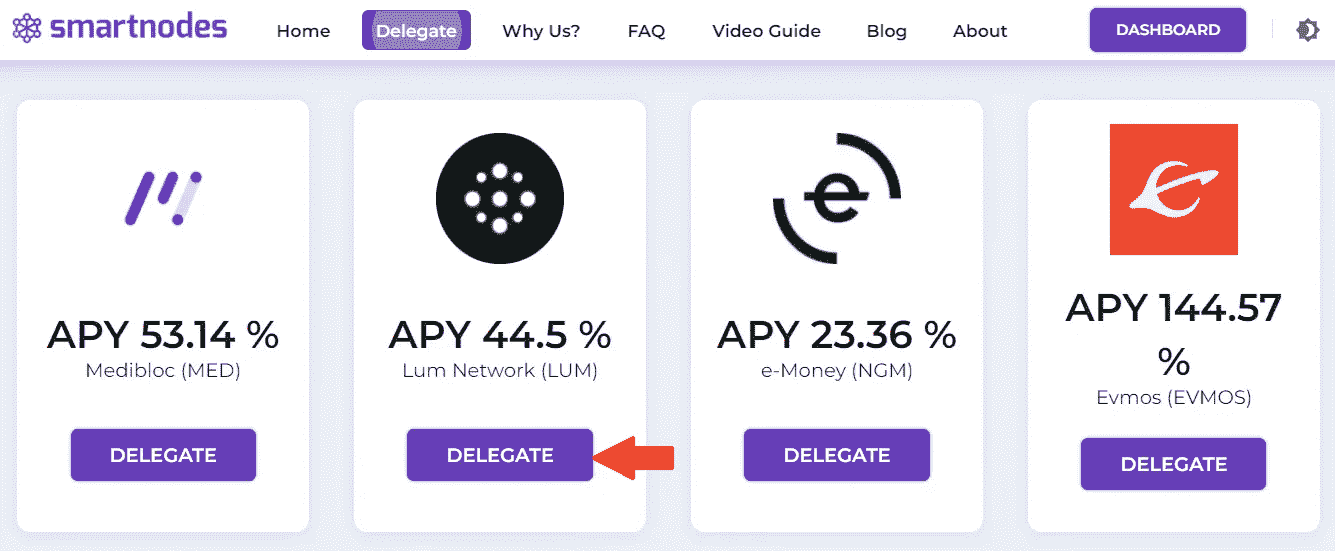 smartnodes Home Delegate Why Us? FAQ Video Guide Blog About DASHBOARD
APY 53.14 %
Medibloc (MED)
DELEGATE
APY 44.5 %
Lum Network (LUM)
DELEGATE
APY 23.36 %
e-Money (NGM)
DELEGATE
APY 144.57
%
Evmos (EVMOS)
DELEGATE